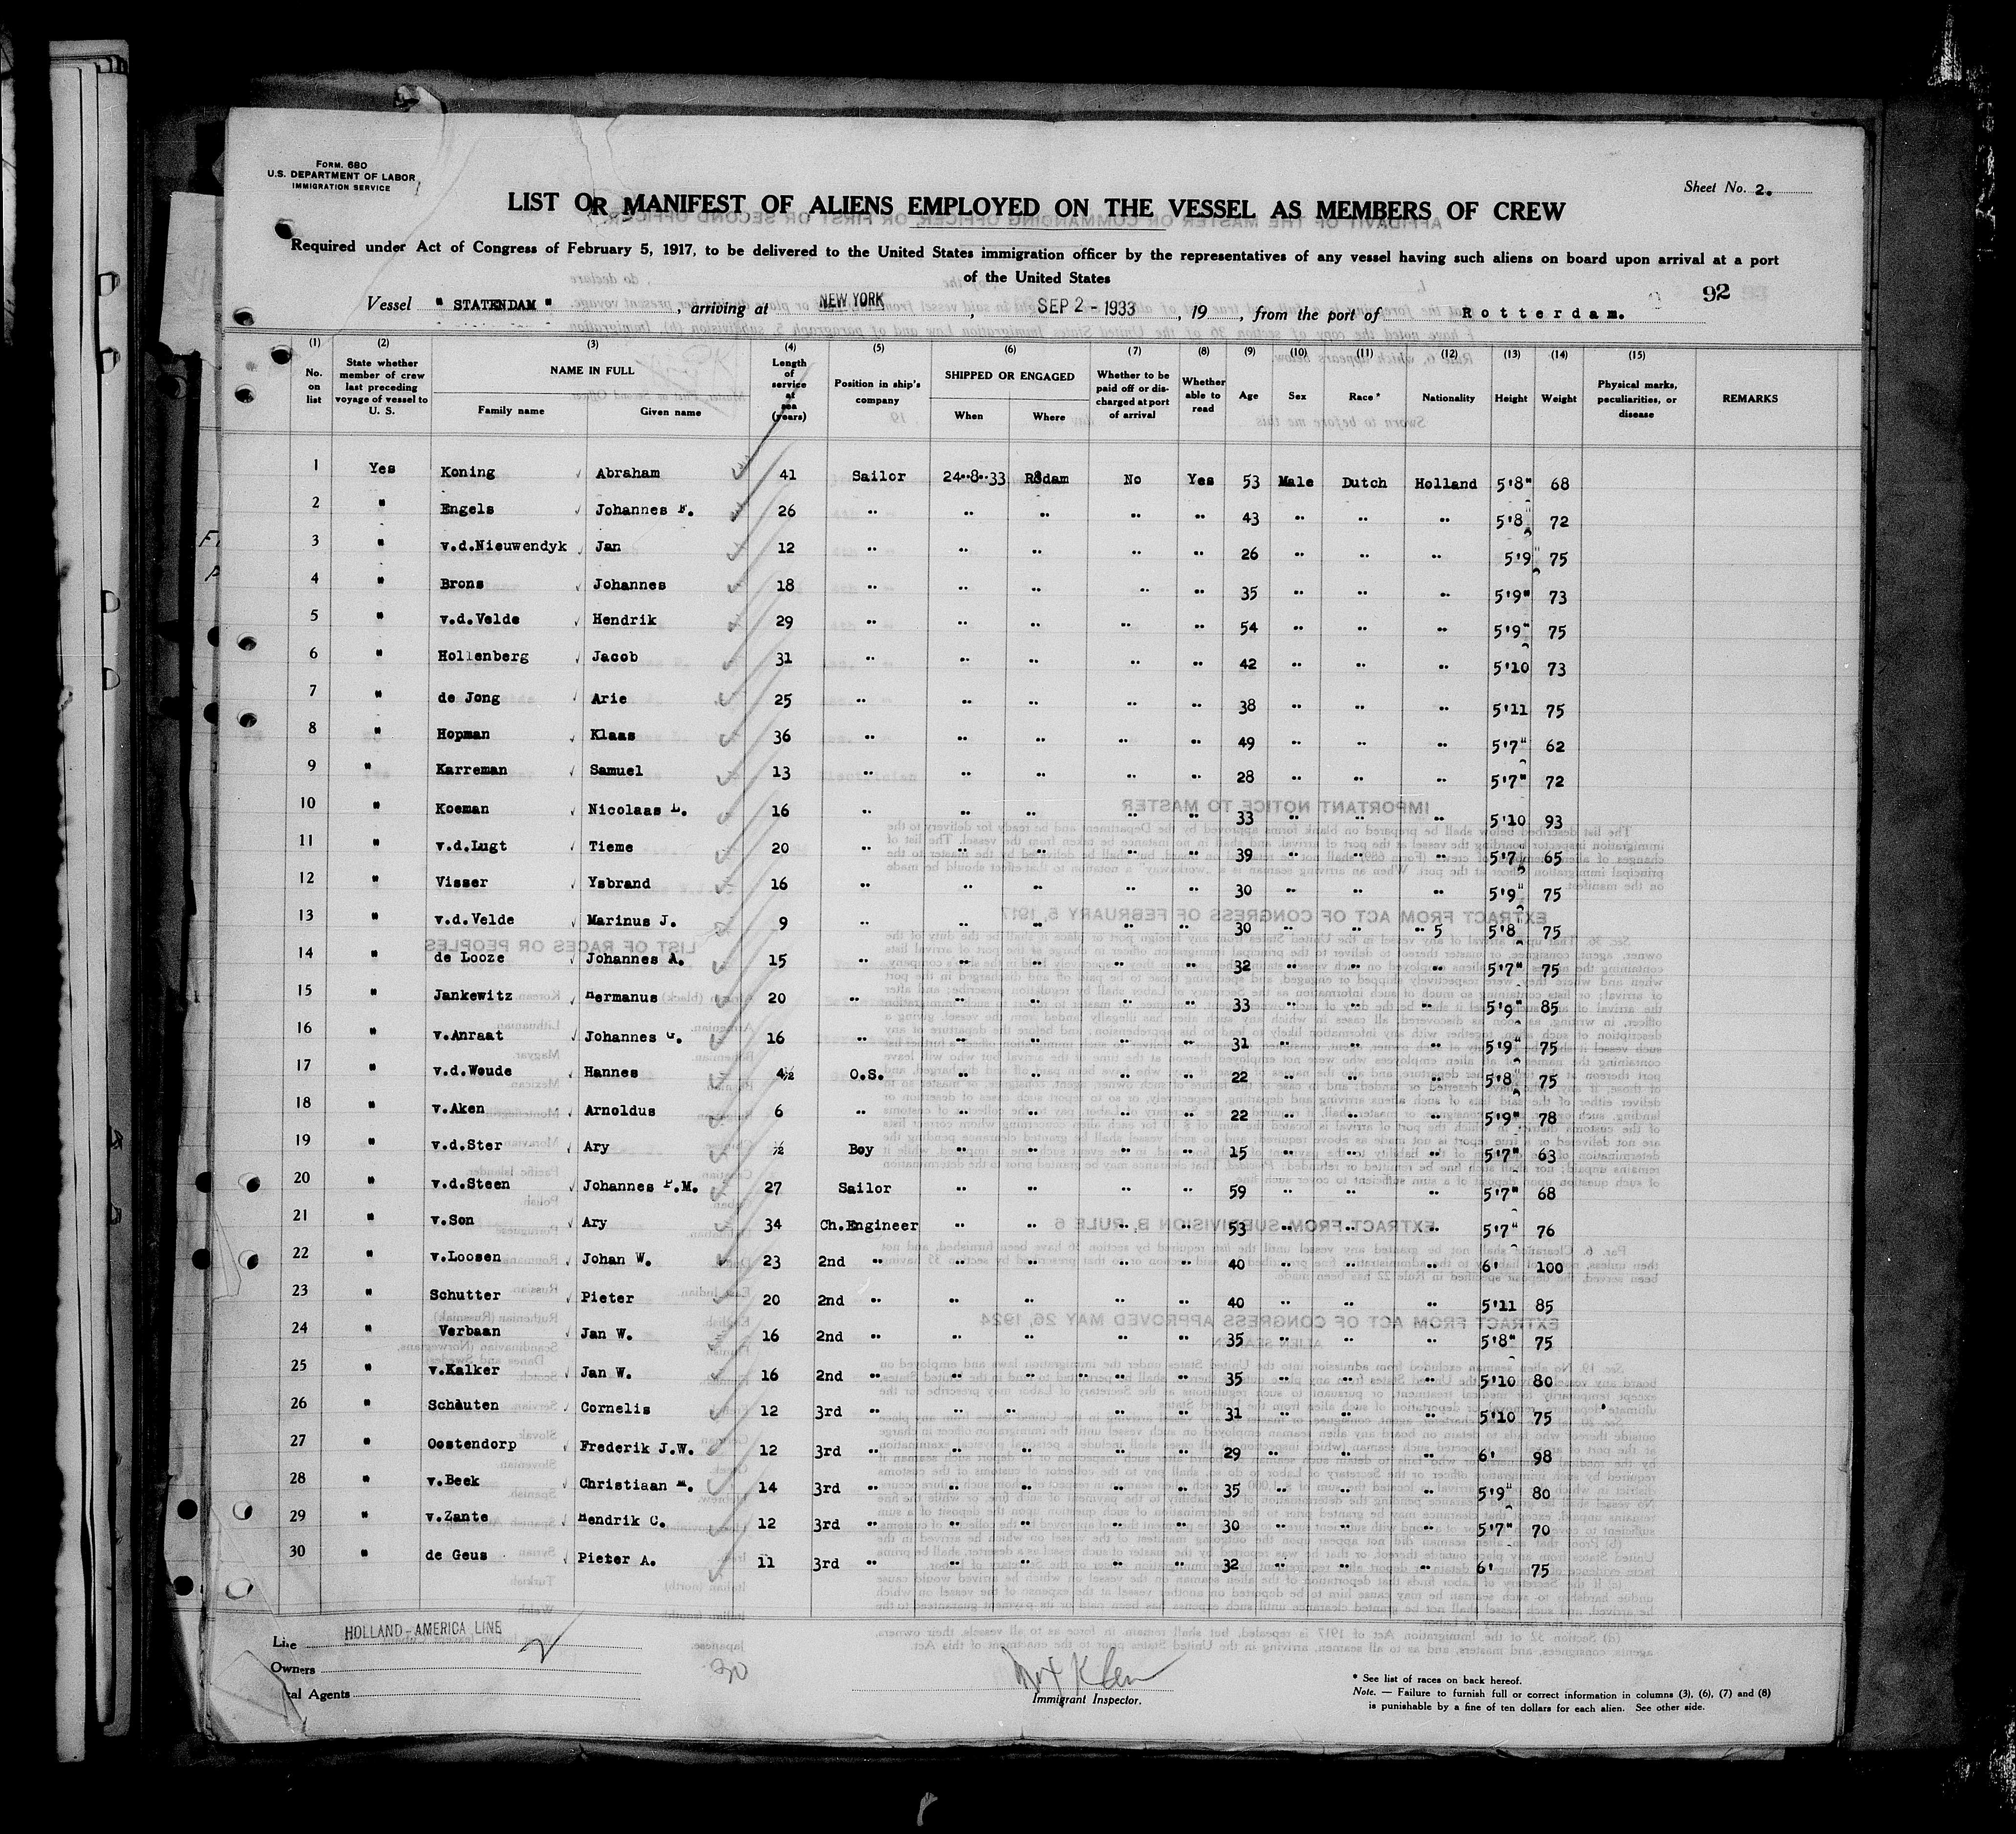 FORM. 680
U.S. DEPARTMENT OF LABOR
IMMIGRATION SERVICE
Sheet No. 2.
LIST OR MANIFEST OF ALIENS EMPLOYED ON THE VESSEL AS MEMBERS OF CREW
Required under Act of Congress of February 5, 1917, to be delivered to the United States immigration officer by the representatives of any vessel having such aliens on board upon arrival at a port
of the United States
92
Vessel " STATENDAM " , arriving at NEW YORK , SEP 2 - 1933 , 19 , from the port of Rotterdam.
(1) (2) (3) (4) (5) (6) (7) (8) (9) (10) (11) (12) (13) (14) (15)
No. on list State whether member of crew last preceding voyage of vessel to U. S. NAME IN FULL Family name Given name Length of service at sea (years) Position in ship's company SHIPPED OR ENGAGED When Where Whether to be paid off or discharged at port of arrival Whether able to read Age Sex Race* Nationality Height Weight Physical marks, peculiarities, or disease REMARKS
1 Yes Koning Abraham 41 Sailor 24-8-33 R'dam No Yes 53 Male Dutch Holland 5'8" 68
2 " Engels Johannes F. 26 " " " " " 43 " " " 5'8" 72
3 " v.d.Nieuwendyk Jan 12 " " " " " 26 " " " 5'9" 75
4 " Brons Johannes 18 " " " " " 35 " " " 5'9" 73
5 " v.d.Velde Hendrik 29 " " " " " 54 " " " 5'9" 75
6 " Hollenberg Jacob 31 " " " " " 42 " " " 5'10 73
7 " de Jong Arie 25 " " " " " 38 " " " 5'11 75
8 " Hopman Klaas 36 " " " " " 49 " " " 5'7" 62
9 " Karreman Samuel 13 " " " " " 28 " " " 5'7" 72
10 " Koeman Nicolaas L. 16 " " " " " 33 " " " 5'10 93
11 " v.d.Lugt Tieme 20 " " " " " 39 " " " 5'7" 65
12 " Visser Ysbrand 16 " " " " " 30 " " " 5'9" 75
13 " v.d.Velde Marinus J. 9 " " " " " 30 " " " 5 5'8" 75
14 " de Looze Johannes A. 15 " " " " " 32 " " " 5'7" 75
15 " Jankewitz Hermanus 20 " " " " " 33 " " " 5'9" 85
16 " v.Anraat Johannes G. 16 " " " " " 31 " " " 5'9" 75
17 " v.d.Woude Hannes 4½ O.S. " " " " 22 " " " 5'8" 75
18 " v.Aken Arnoldus 6 " " " " " 22 " " " 5'9" 78
19 " v.d.Ster Ary ½ Boy " " " " 15 " " " 5'7" 63
20 " v.d.Steen Johannes P.M. 27 Sailor " " " " 59 " " " 5'7" 68
21 " v.Son Ary 34 Ch.Engineer " " " " 53 " " " 5'7" 76
22 " v.Loosen Johan W. 23 2nd " " " " " 40 " " " 6' 100
23 " Schutter Pieter 20 2nd " " " " " 40 " " " 5'11 85
24 " Verbaan Jan W. 16 2nd " " " " " 35 " " " 5'8" 75
25 " v.Kalker Jan W. 16 2nd " " " " " 35 " " " 5'10 80
26 " Schouten Cornelis 12 3rd " " " " " 31 " " " 5'10 75
27 " Oostendorp Frederik J.W. 12 3rd " " " " " 29 " " " 6' 98
28 " v.Beek Christiaan M. 14 3rd " " " " " 35 " " " 5'9" 80
29 " v.Zante Hendrik C. 12 3rd " " " " " 30 " " " 5'7" 70
30 " de Geus Pieter A. 11 3rd " " " " " 32 " " " 6' 75
Line HOLLAND-AMERICA LINE
Owners
cal Agents
30
Immigrant Inspector.
* See list of races on back hereof.
Note. — Failure to furnish full or correct information in columns (3), (6), (7) and (8)
is punishable by a fine of ten dollars for each alien. See other side.